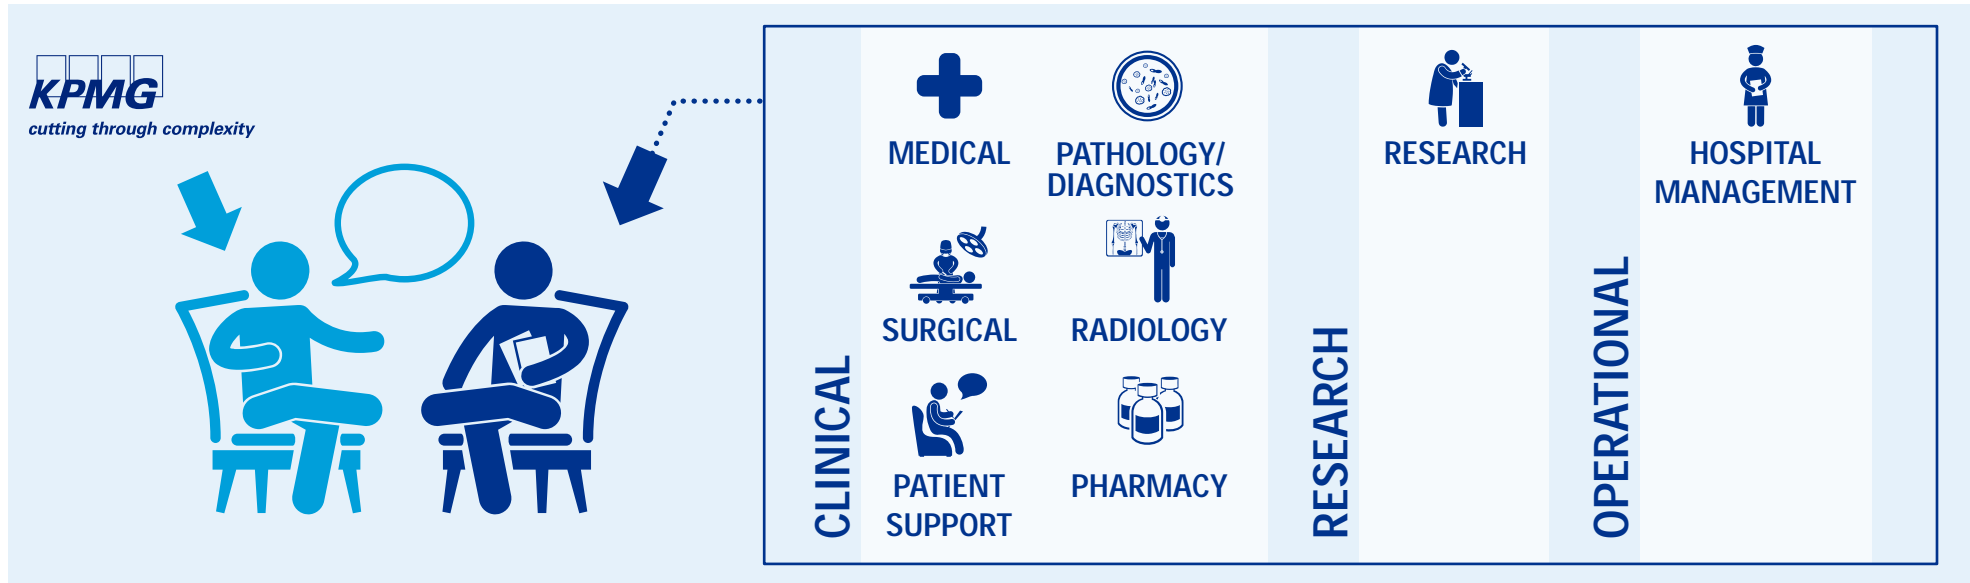 KPMG
cutting through complexity
CLINICAL
MEDICAL
PATHOLOGY/
DIAGNOSTICS
SURGICAL
RADIOLOGY
PATIENT
SUPPORT
PHARMACY
RESEARCH
RESEARCH
OPERATIONAL
HOSPITAL
MANAGEMENT